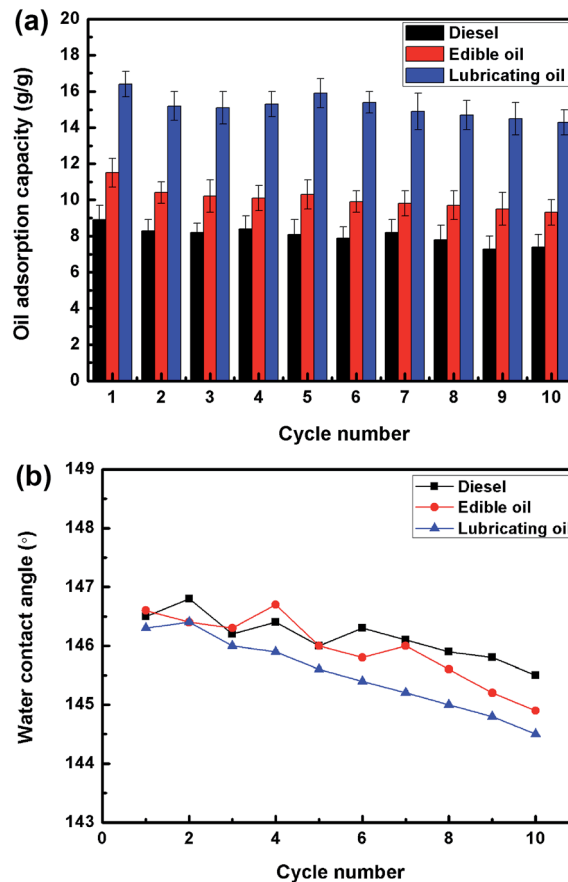 (a)
Diesel
Edible oil
Lubricating oil
Oil adsorption capacity (g/g)
20
18
16
14
12
10
8
6
4
2
0
1 2 3 4 5 6 7 8 9 10
Cycle number
(b)
Diesel
Edible oil
Lubricating oil
Water contact angle (°)
149
148
147
146
145
144
143
0 2 4 6 8 10
Cycle number